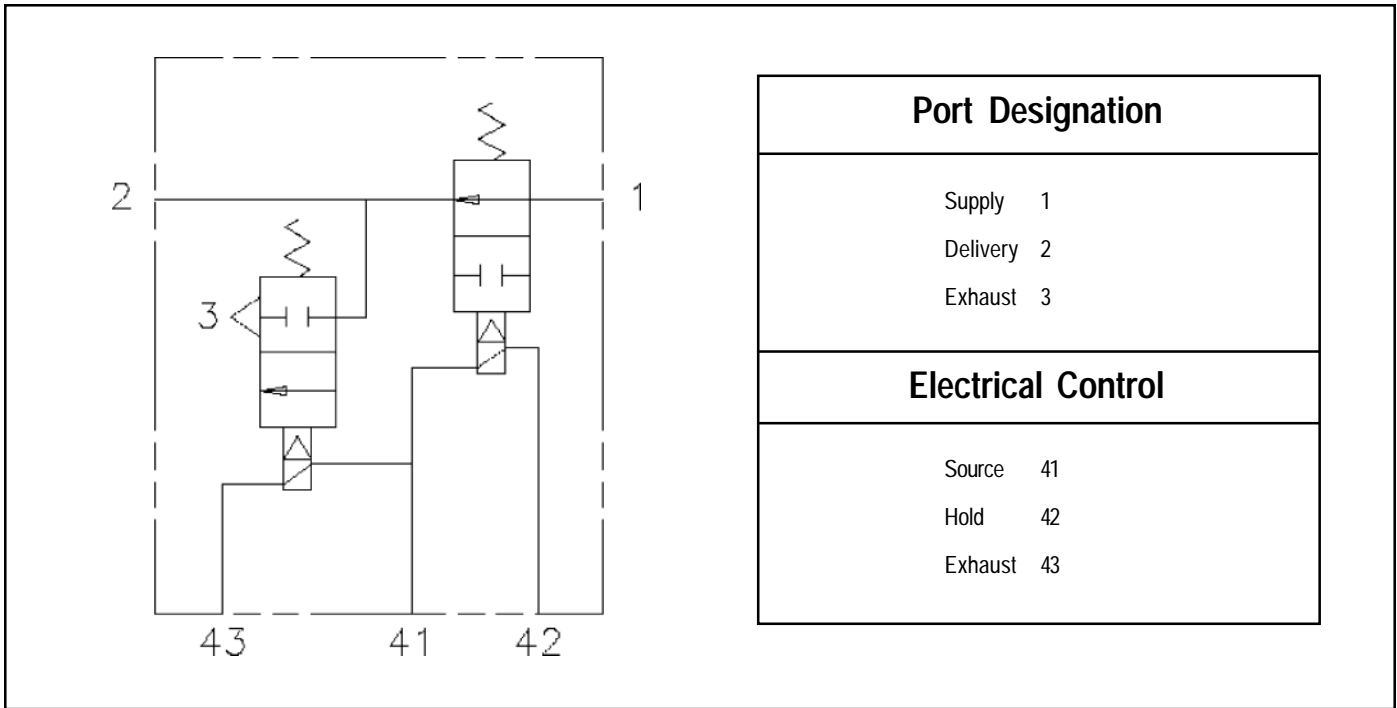 2
1
3
43
41
42
Port Designation
Supply 1
Delivery 2
Exhaust 3
Electrical Control
Source 41
Hold 42
Exhaust 43